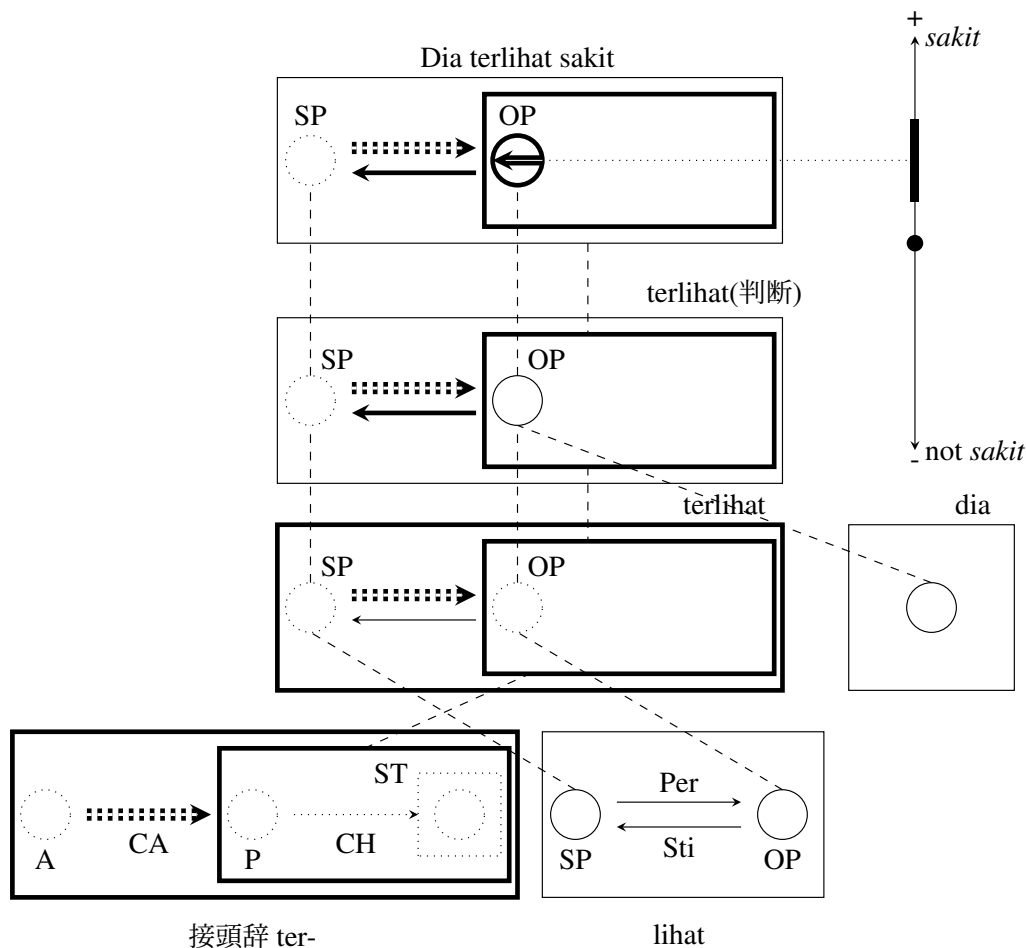 +
sakit
Dia terlihat sakit
SP
OP
terlihat(判断)
SP
OP
not sakit
-
terlihat
dia
SP
OP
ST
A
CA
P
CH
Per
Sti
SP
OP
接頭辞 ter-
lihat